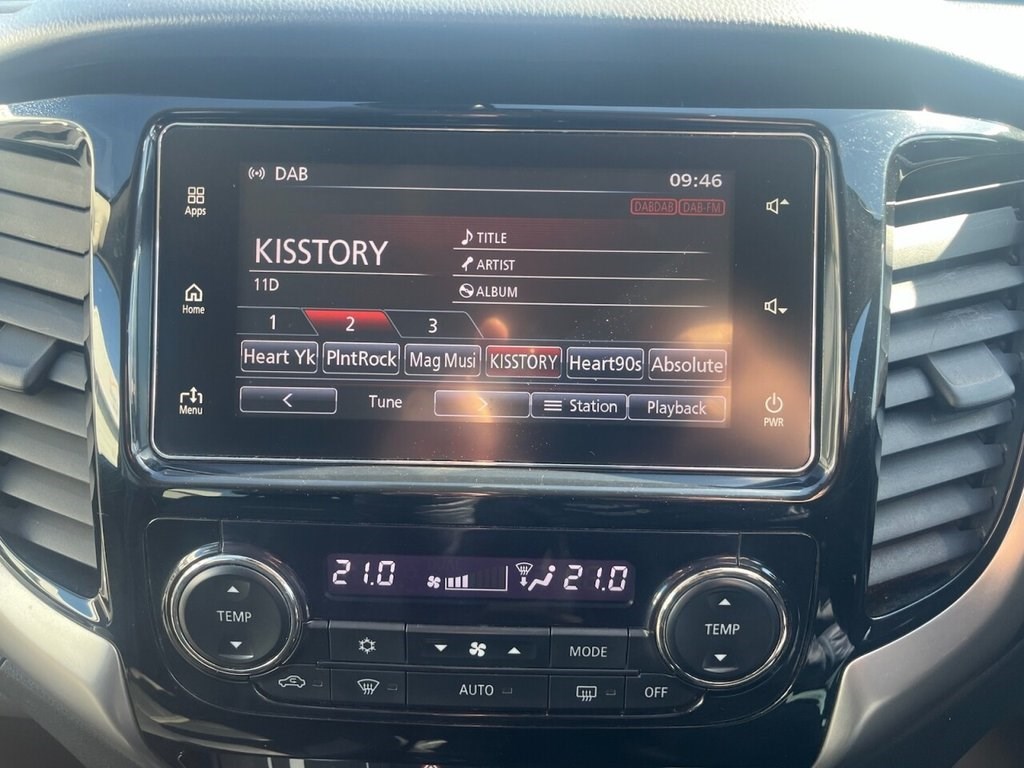 DAB
09:46
Apps
DABDAB DAB-FM
KISSTORY
TITLE
ARTIST
11D
ALBUM
Home
1 2 3
Heart Yk PlntRock Mag Musi KISSTORY Heart90s Absolute
Menu
< Tune > Station Playback
PWR
21.0 21.0
TEMP
TEMP
MODE
AUTO
OFF